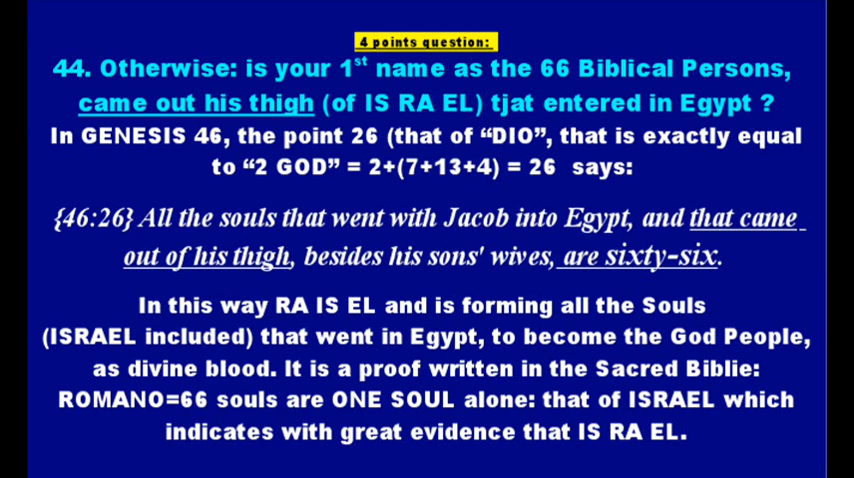 4 points question:
44. Otherwise: is your 1st name as the 66 Biblical Persons,
came out his thigh (of IS RA EL) tjat entered in Egypt ?
In GENESIS 46, the point 26 (that of “DIO”, that is exactly equal
to “2 GOD” = 2+(7+13+4) = 26 says:
{46:26} All the souls that went with Jacob into Egypt, and that came
out of his thigh, besides his sons' wives, are sixty-six.
In this way RA IS EL and is forming all the Souls
(ISRAEL included) that went in Egypt, to become the God People,
as divine blood. It is a proof written in the Sacred Biblie:
ROMANO=66 souls are ONE SOUL alone: that of ISRAEL which
indicates with great evidence that IS RA EL.